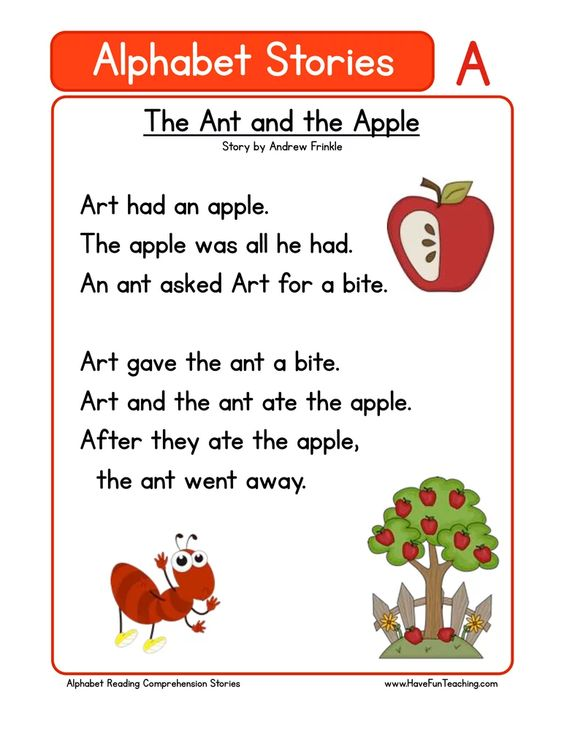 Alphabet Stories
A
The Ant and the Apple
Story by Andrew Frinkle
Art had an apple.
The apple was all he had.
An ant asked Art for a bite.
Art gave the ant a bite.
Art and the ant ate the apple.
After they ate the apple,
the ant went away.
Alphabet Reading Comprehension Stories
www.HaveFunTeaching.com